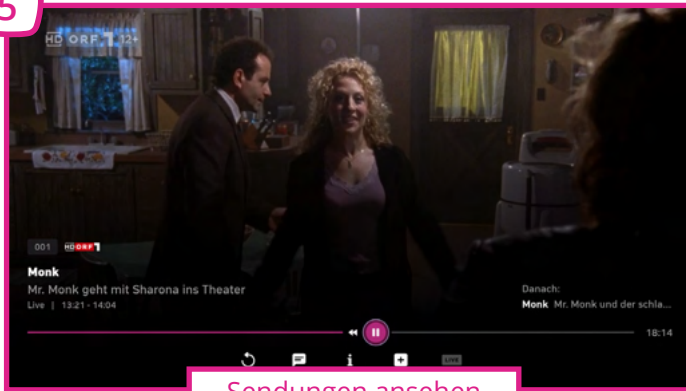 5
HD ORF 1 12+
001 HD ORF 1
Monk
Mr. Monk geht mit Sharona ins Theater
Live | 13:21 - 14:04
Danach:
Monk Mr. Monk und der schla...
18:14
i
LIVE
Sendungen ansehen